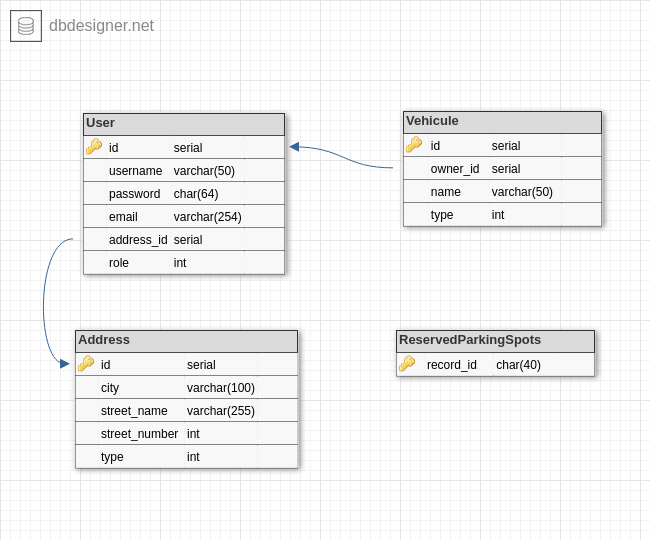 dbdesigner.net
User
id serial
username varchar(50)
password char(64)
email varchar(254)
address_id serial
role int
Vehicule
id serial
owner_id serial
name varchar(50)
type int
Address
id serial
city varchar(100)
street_name varchar(255)
street_number int
type int
ReservedParkingSpots
record_id char(40)